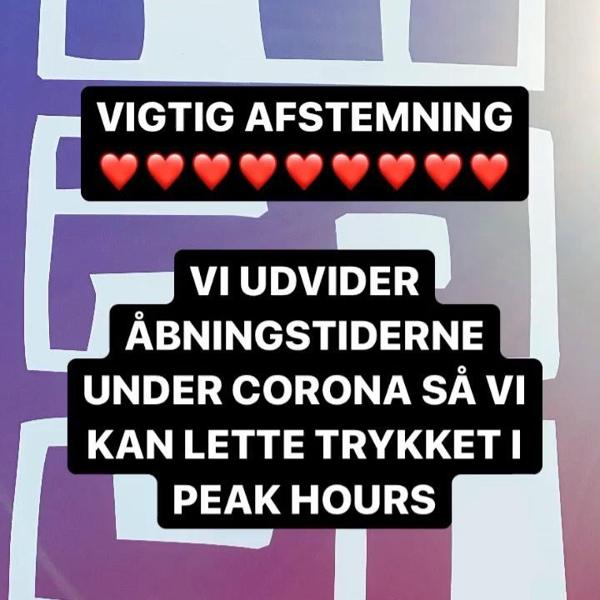 VIGTIG AFSTEMNING
❤️❤️❤️❤️❤️❤️❤️❤️❤️
VI UDVIDER
ÅBNINGSTIDERNE
UNDER CORONA SÅ VI
KAN LETTE TRYKKET I
PEAK HOURS